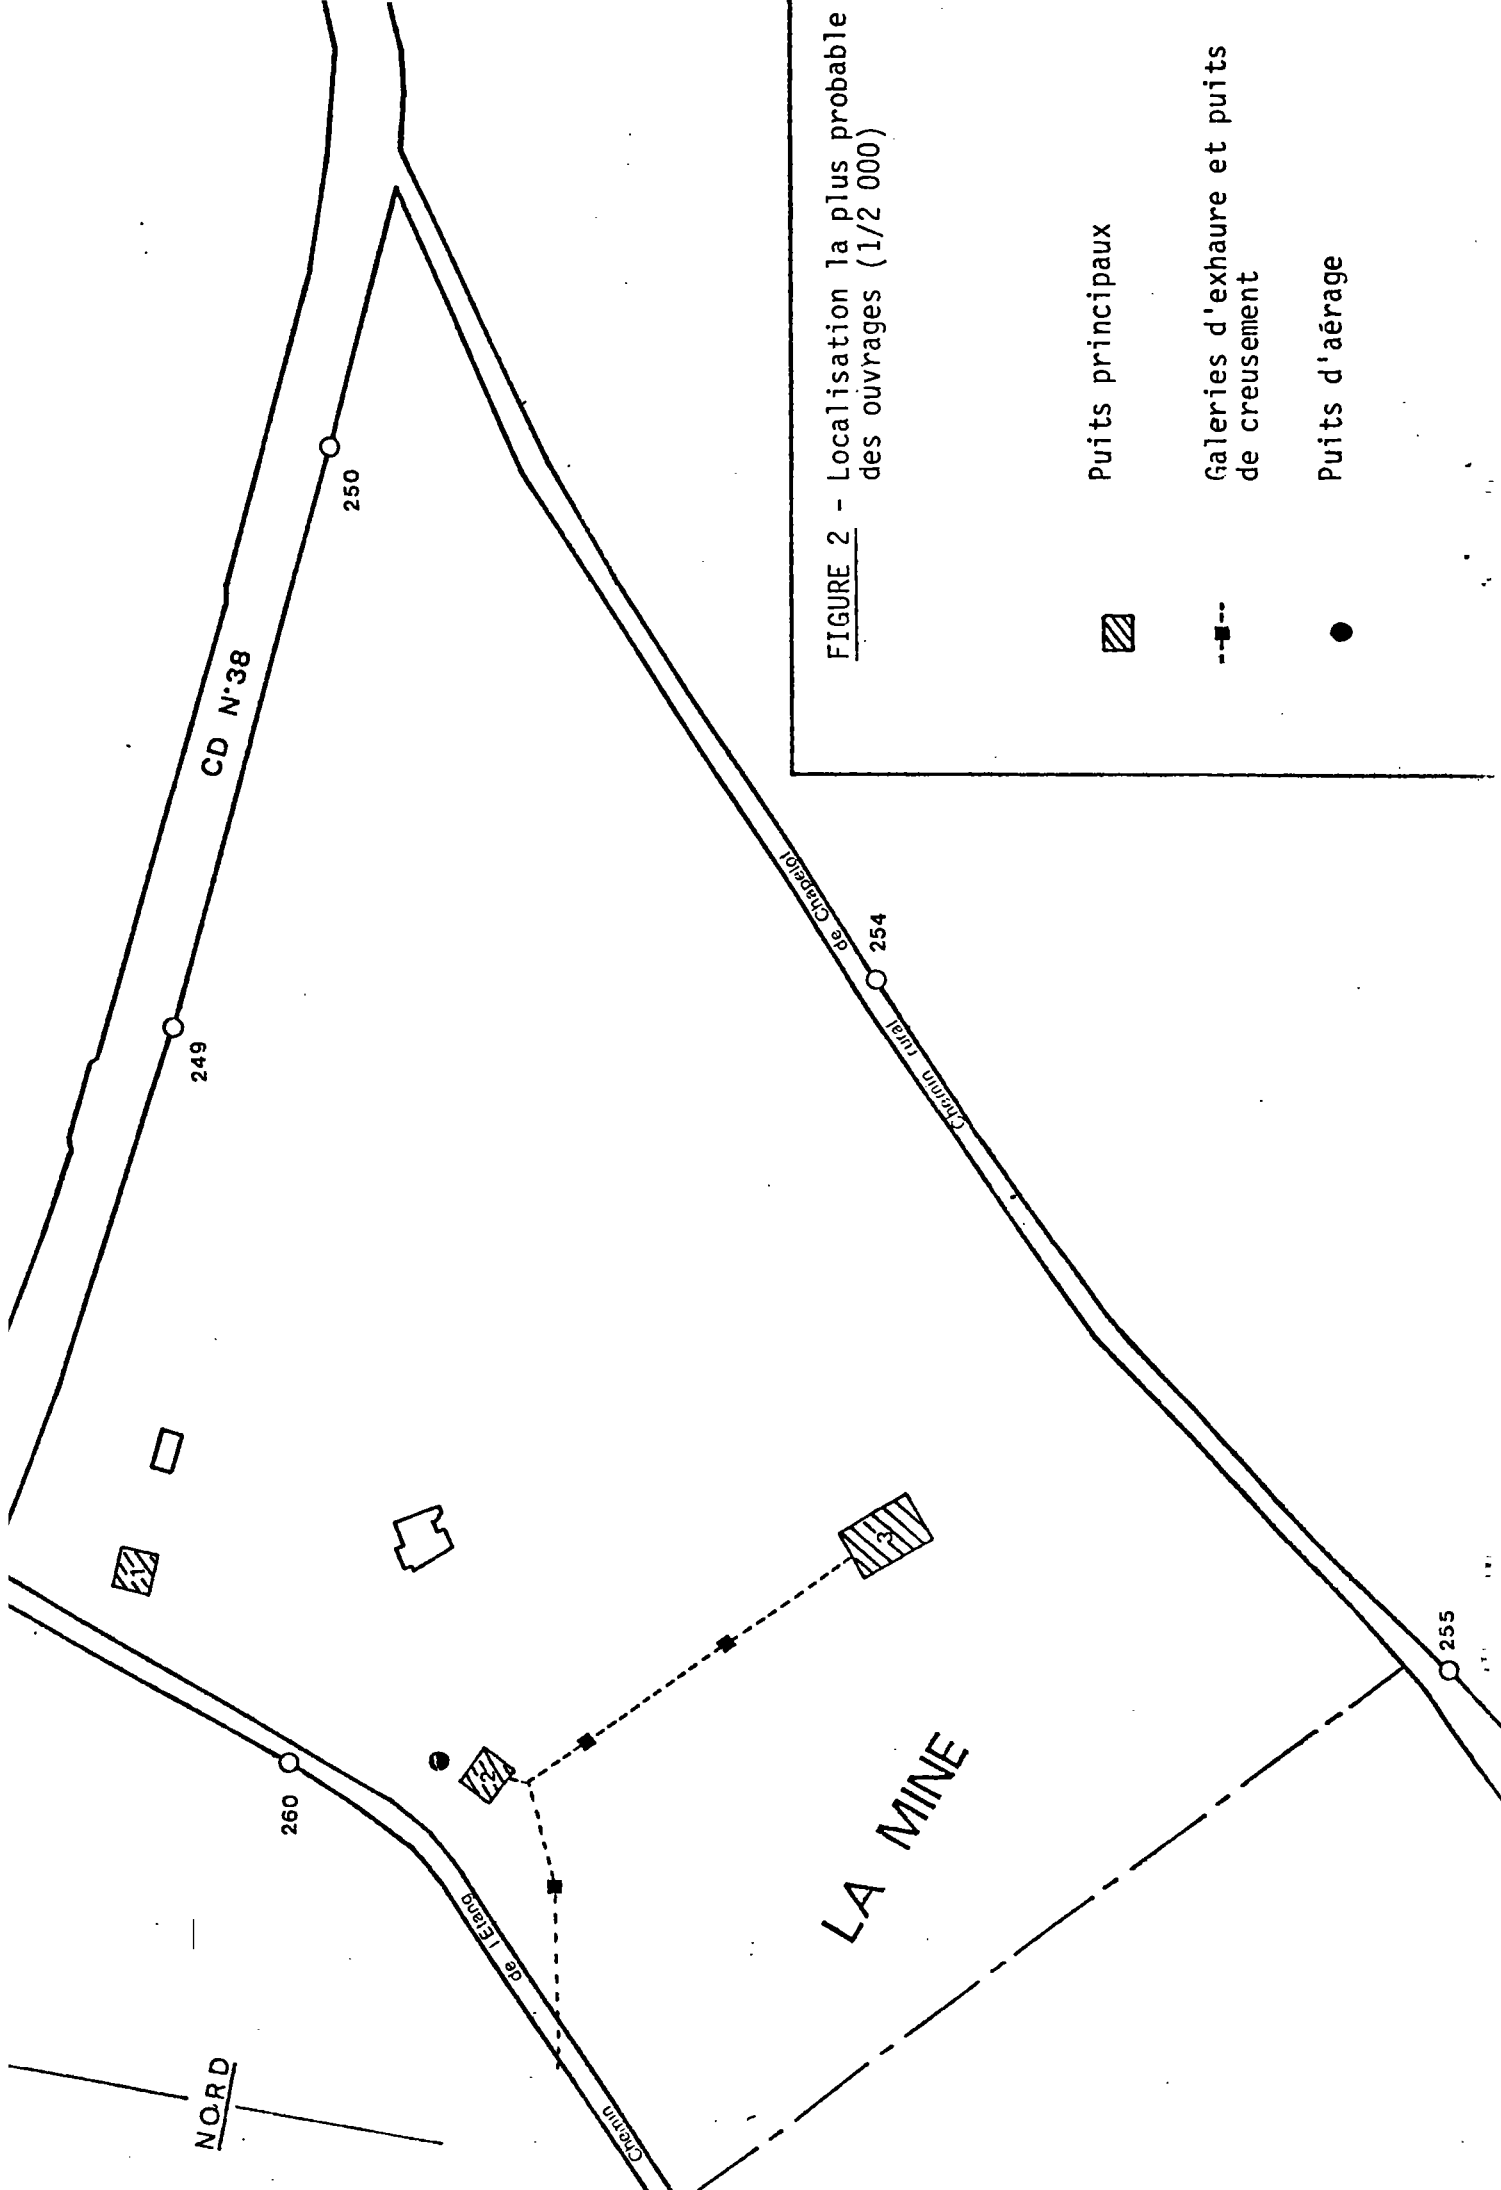 NORD
CD N°38
249
250
260
1
2
3
Chemin de l'Etang
Chemin rural de Chapelot
254
255
LA MINE
FIGURE 2 - Localisation la plus probable
des ouvrages (1/2 000)
Puits principaux
Galeries d'exhaure et puits
de creusement
Puits d'aérage